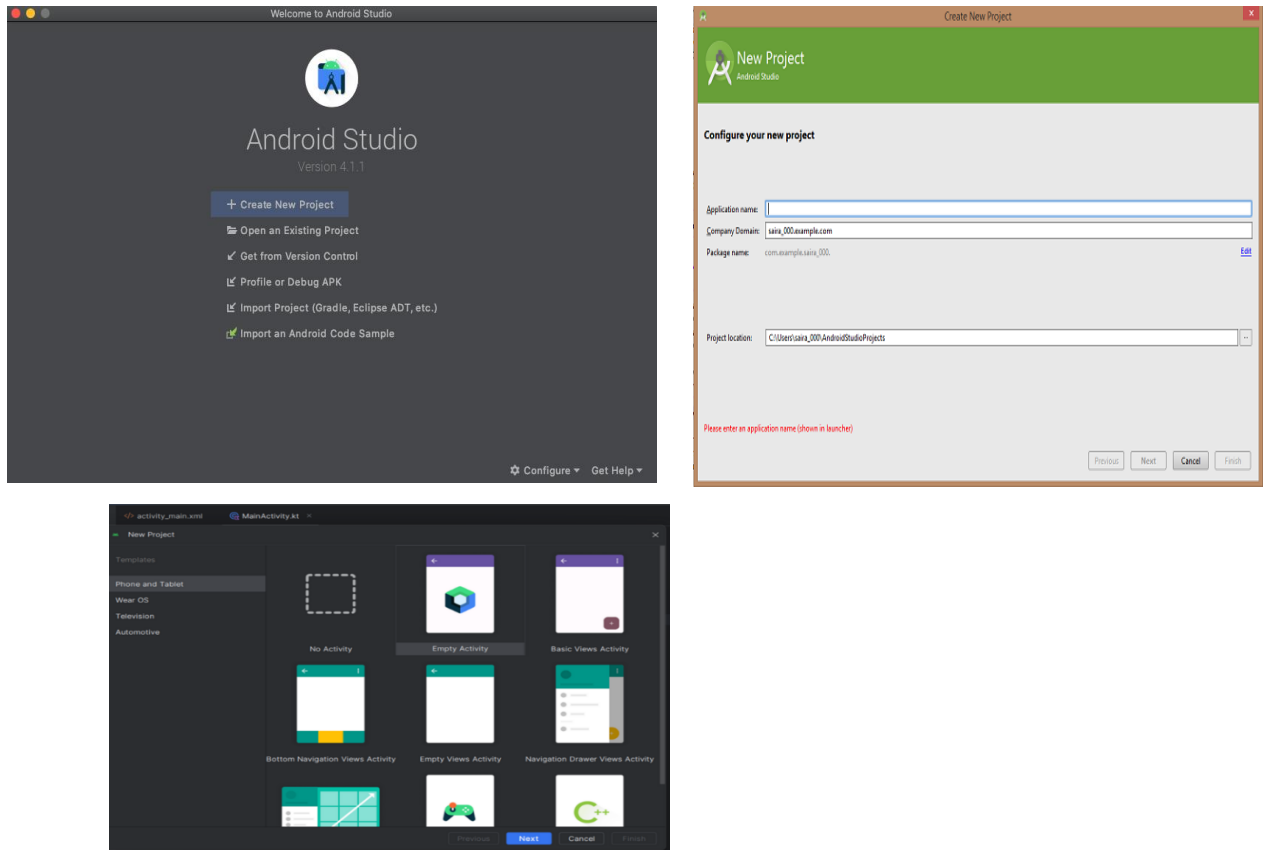 Welcome to Android Studio
Android Studio
Version 4.1.1
+ Create New Project
Open an Existing Project
Get from Version Control
Profile or Debug APK
Import Project (Gradle, Eclipse ADT, etc.)
Import an Android Code Sample
Configure
Get Help
Create New Project
New Project
Android Studio
Configure your new project
Application name:
Company Domain: saira_000.example.com
Package name: com.example.saira_000.
Edit
Project location: C:\Users\saira_000\AndroidStudioProjects
...
Please enter an application name (shown in launcher)
Previous Next Cancel Finish
activity_main.xml MainActivity.kt
New Project
Templates
Phone and Tablet
Wear OS
Television
Automotive
No Activity Empty Activity Basic Views Activity
Bottom Navigation Views Activity Empty Views Activity Navigation Drawer Views Activity
C++
Previous Next Cancel Finish